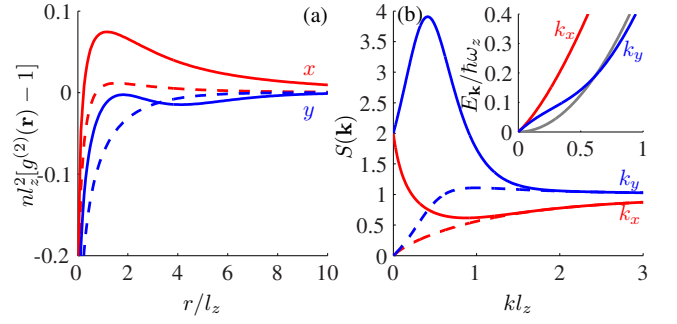 (a)
nl_z^2[g^{(2)}(r) − 1]
0.1
0
-0.1
-0.2
x
y
0 2 4 6 8 10
r/l_z
(b)
S(k)
4
3.5
3
2.5
2
1.5
1
0.5
0
k_y
k_x
0 1 2 3
kl_z
E_k/ℏω_z
0.4
0.3
0.2
0.1
0
k_x
k_y
0 0.5 1